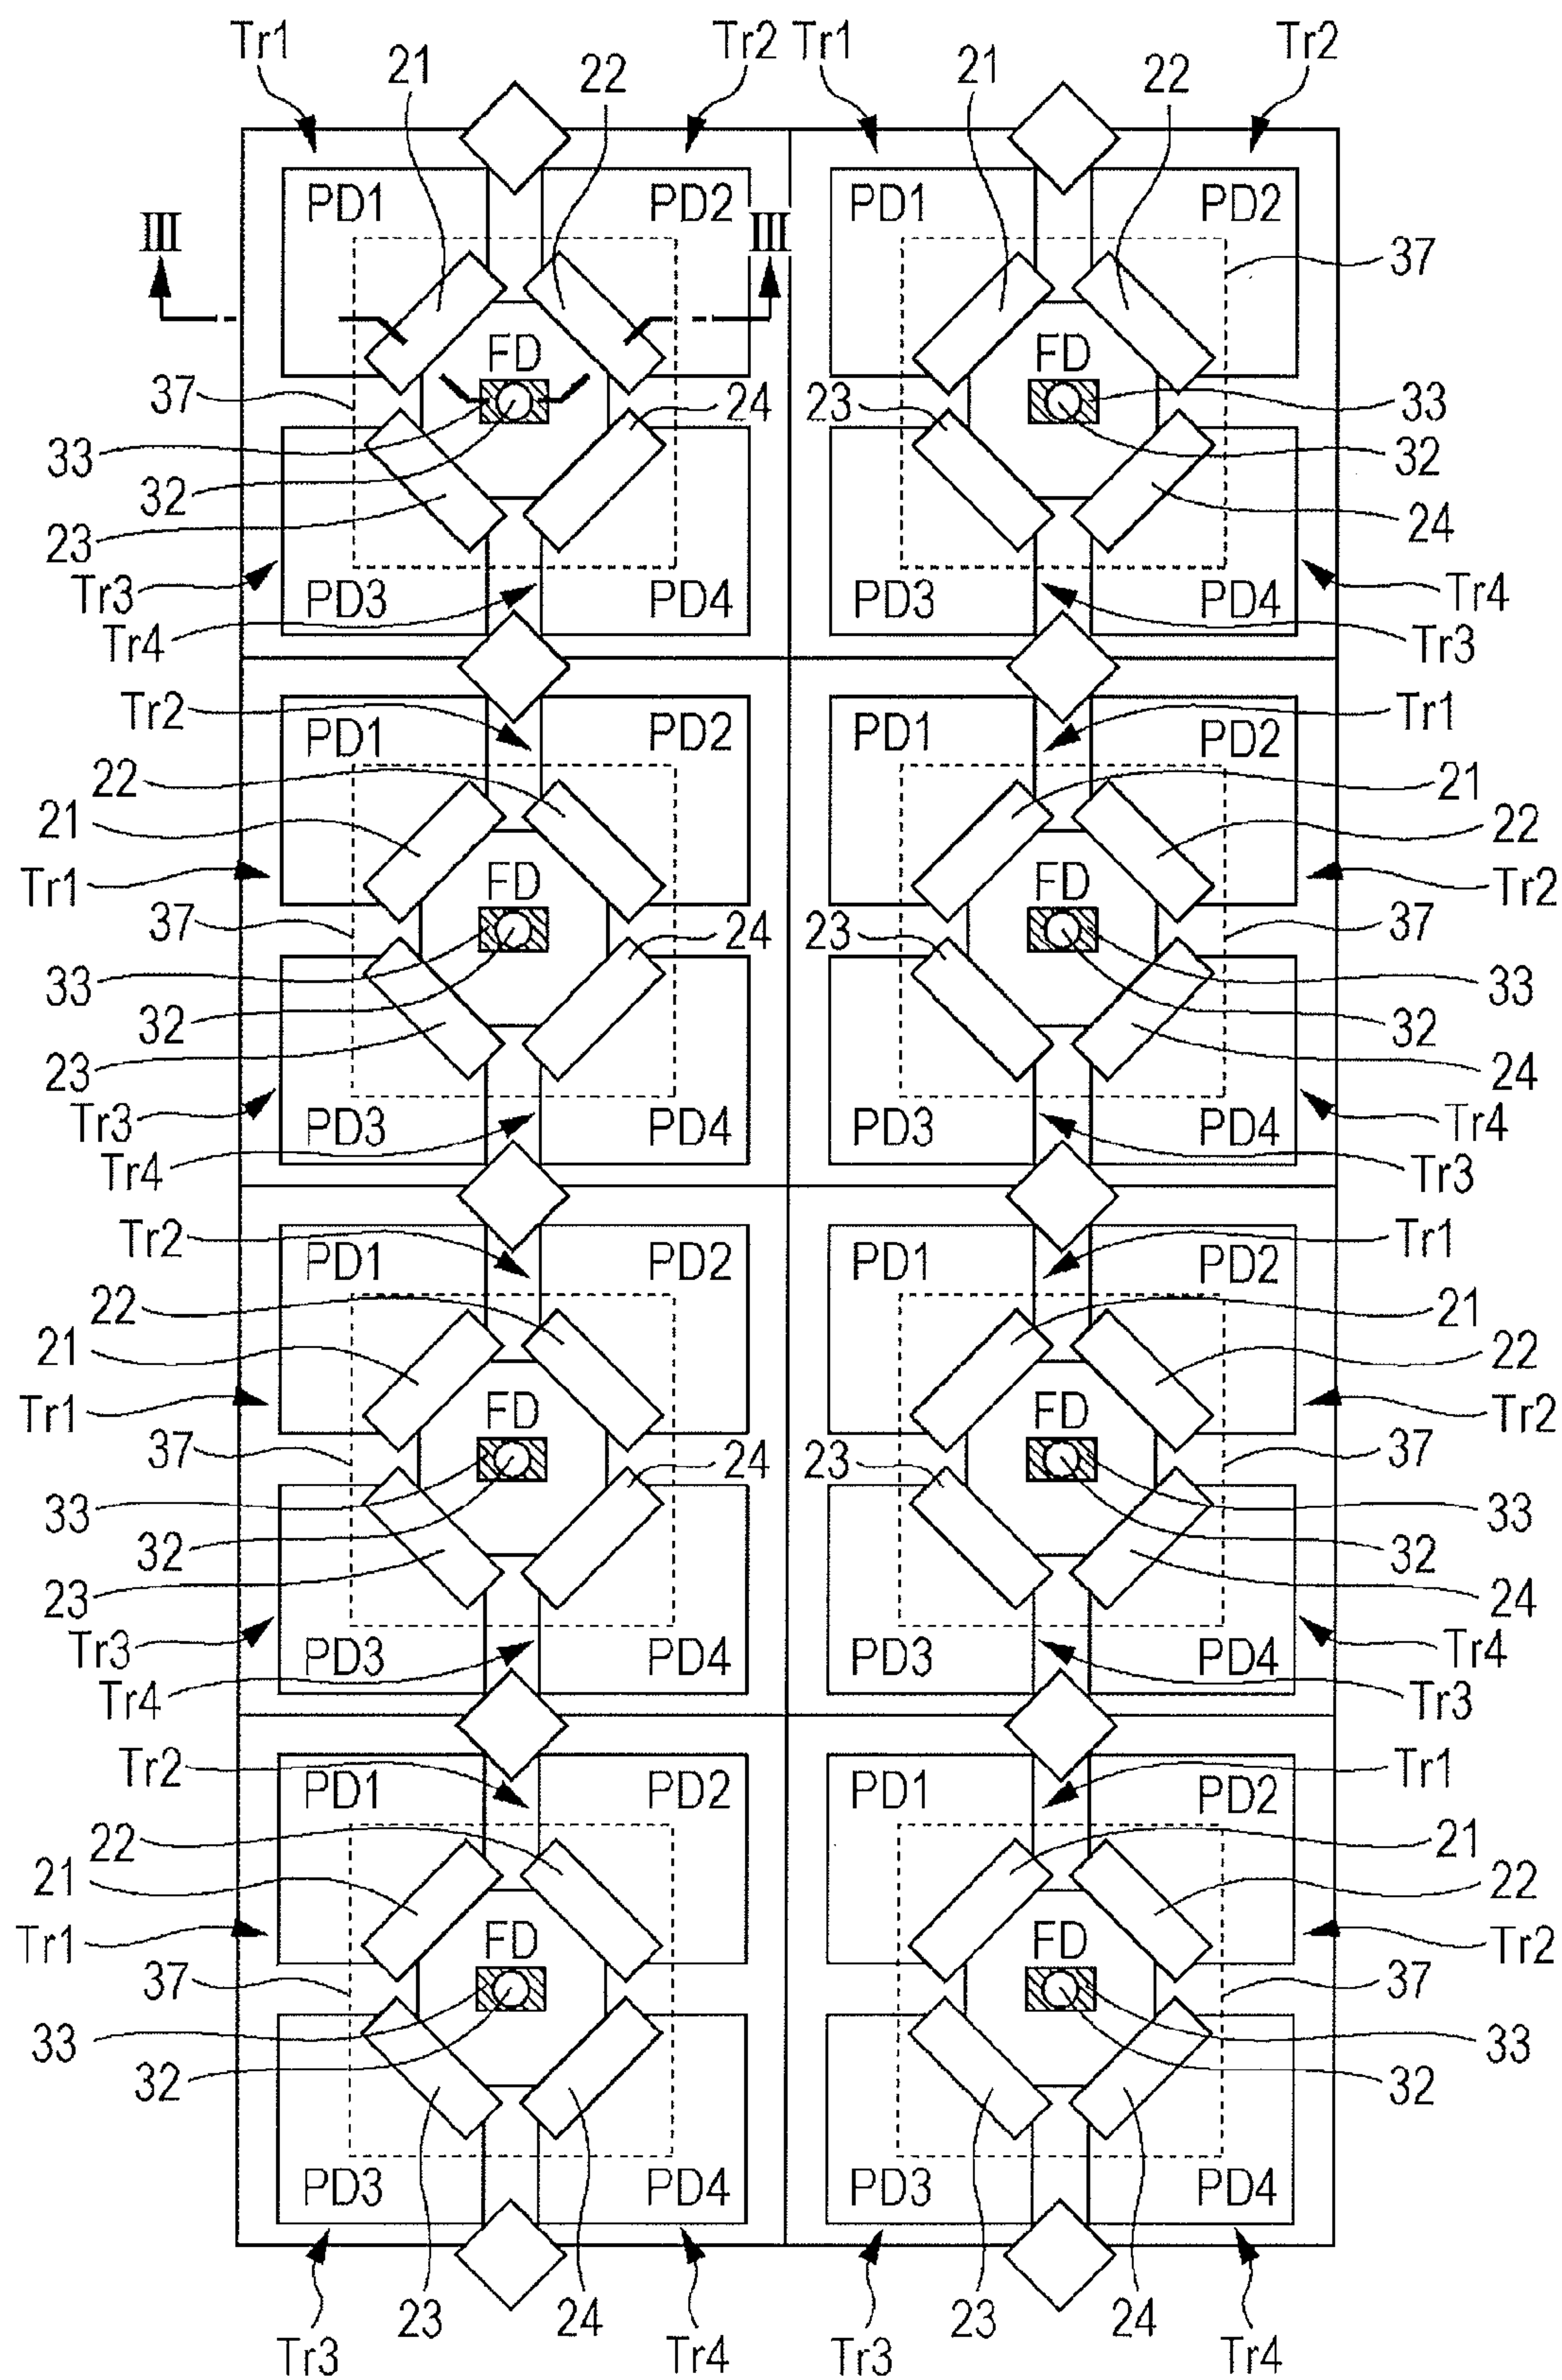 Tr1 21 22 Tr2 Tr1 21 22 Tr2
PD1 PD2 PD1 PD2
III III 37
FD FD
37 24 23 33
33 32 32
23 24
Tr3 PD3 PD4 PD3 PD4 Tr4
Tr4 Tr3
Tr2 PD1 PD2 PD1 Tr1 PD2
22 21
21 22
Tr1 FD FD Tr2
37 24 23 37
33 33
32 32
23 24
Tr3 PD3 PD4 PD3 PD4 Tr4
Tr4 Tr3
Tr2 PD1 PD2 PD1 PD2 Tr1
22 21
21 22
Tr1 FD FD Tr2
37 24 23 37
33 33
32 32
23 24
Tr3 PD3 PD4 PD3 PD4 Tr4
Tr4 Tr3
Tr2 PD1 PD2 PD1 PD2 Tr1
22 21
21 22
Tr1 FD FD Tr2
37 37
33 33
32 32
PD3 PD4 PD3 PD4
23 24 23 24
Tr3 Tr4 Tr3 Tr4